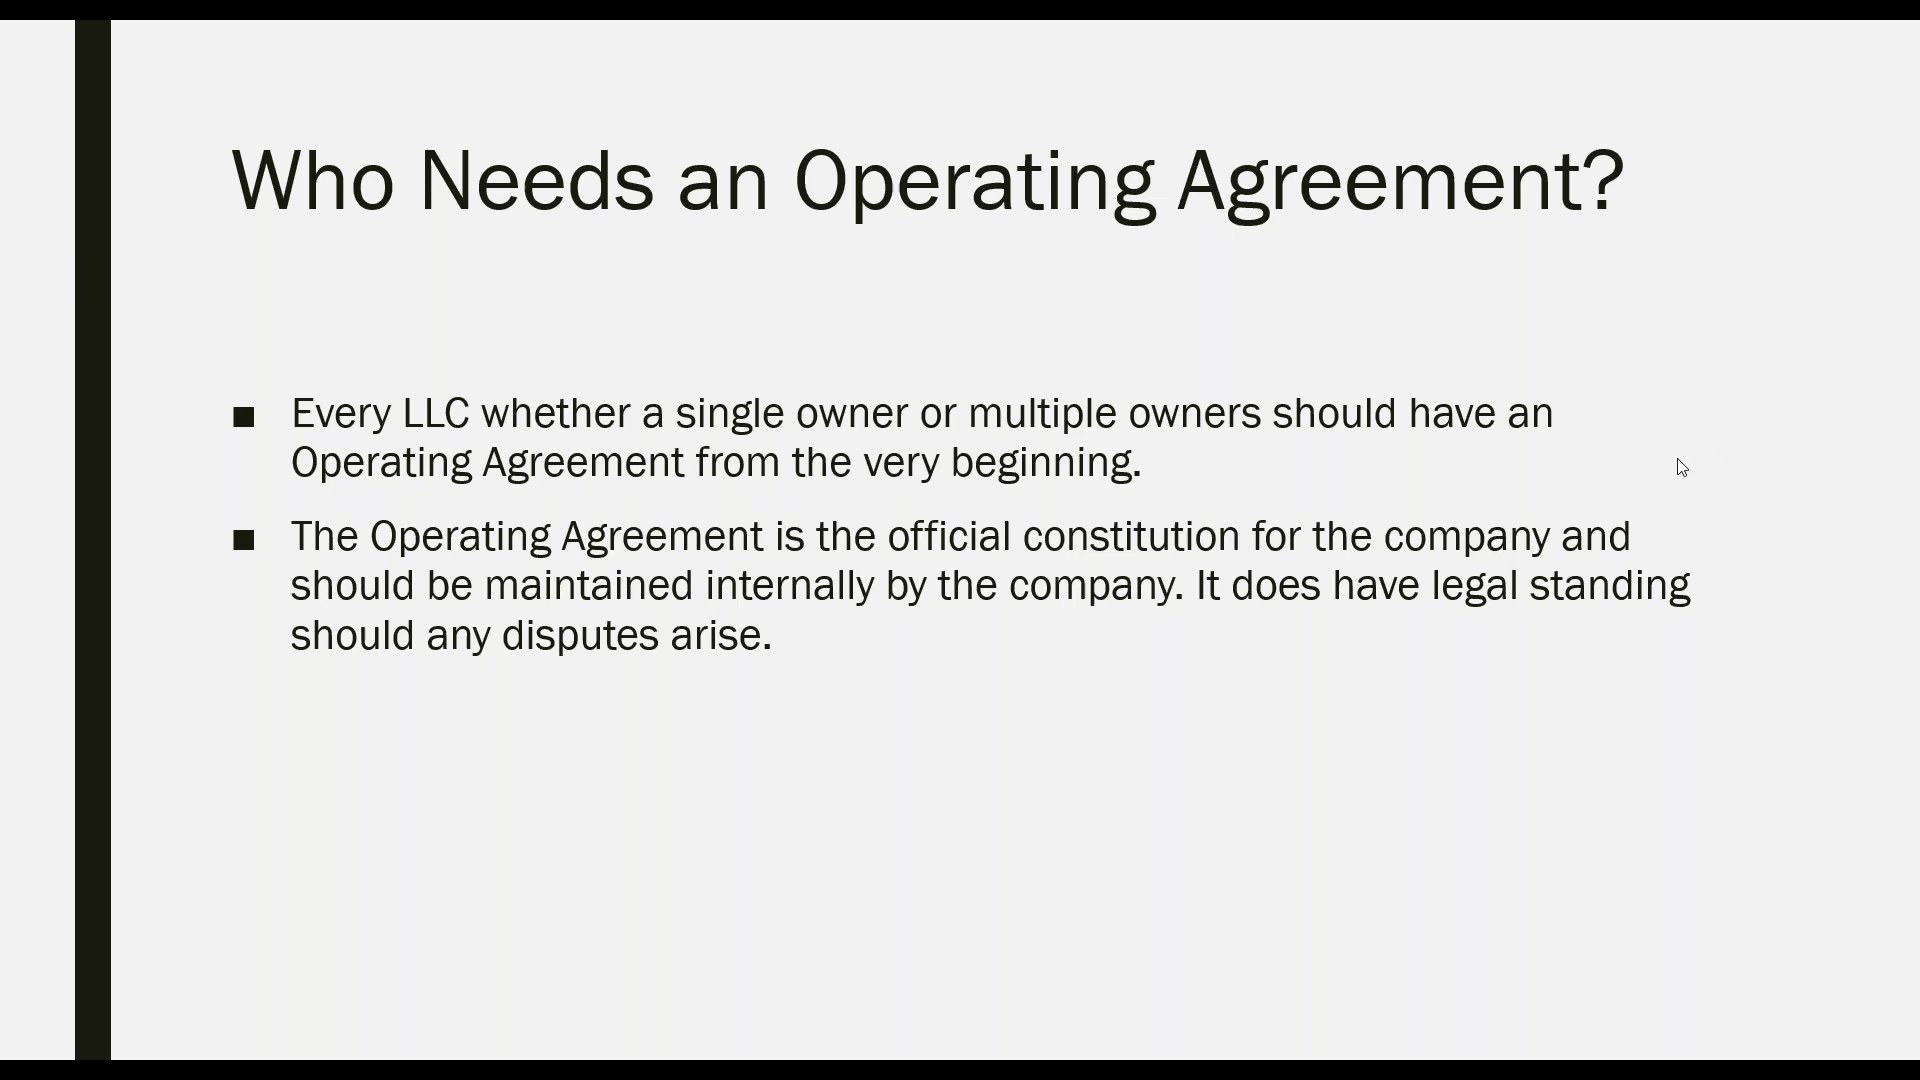 Who Needs an Operating Agreement?
■ Every LLC whether a single owner or multiple owners should have an
Operating Agreement from the very beginning.
■ The Operating Agreement is the official constitution for the company and
should be maintained internally by the company. It does have legal standing
should any disputes arise.